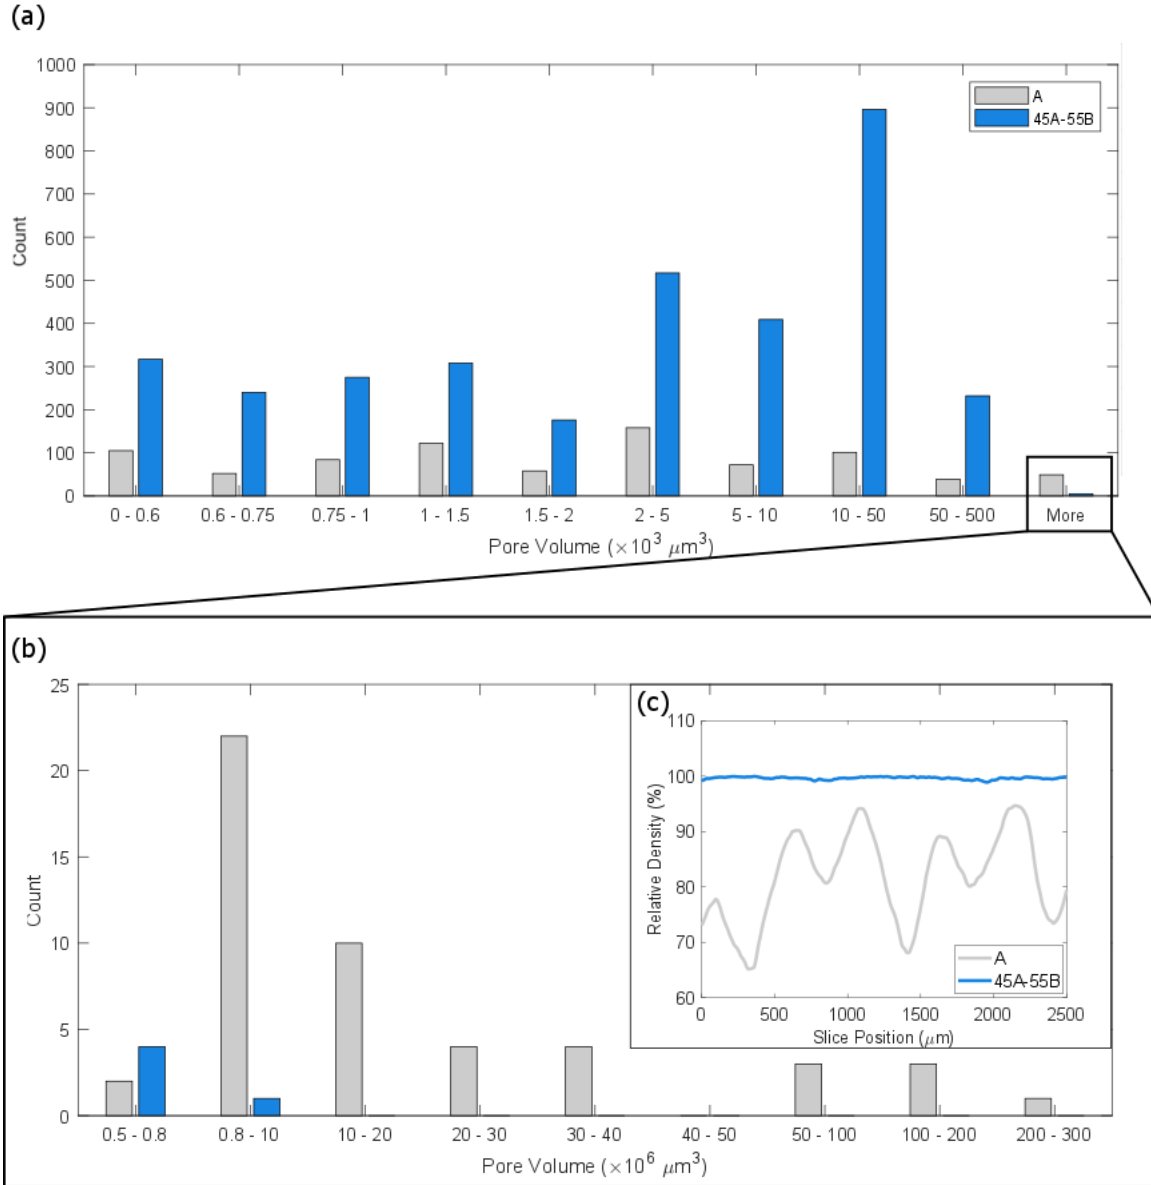 (a)
1000
900
800
700
600
500
400
300
200
100
0
Count
A
45A-55B
0 - 0.6
0.6 - 0.75
0.75 - 1
1 - 1.5
1.5 - 2
2 - 5
5 - 10
10 - 50
50 - 500
More
Pore Volume (×10³ μm³)
(b)
25
20
15
10
5
0
Count
0.5 - 0.8
0.8 - 10
10 - 20
20 - 30
30 - 40
40 - 50
50 - 100
100 - 200
200 - 300
Pore Volume (×10⁶ μm³)
(c)
110
100
90
80
70
60
Relative Density (%)
A
45A-55B
0
500
1000
1500
2000
2500
Slice Position (μm)